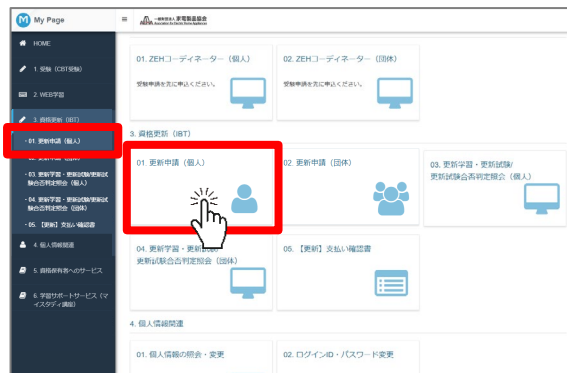 My Page
一般財団法人 家電製品協会
Association for Electric Home Appliances
HOME
1. 受験（CBT受験）
2. WEB学習
3. 資格更新（IBT）
・01. 更新申請（個人）
・03. 更新学習・更新試験/更新試
験合否判定照会（個人）
・04. 更新学習・更新試験/更新試
験合否判定照会（団体）
・05. 【更新】支払い確認書
4. 個人情報関連
5. 資格保有者へのサービス
6. 学習サポートサービス（マ
イスタディ講座）
01. ZEHコーディネーター（個人）
受験申請を先に申込ください。
02. ZEHコーディネーター（団体）
受験申請を先に申込ください。
3. 資格更新（IBT）
01. 更新申請（個人）
02. 更新申請（団体）
03. 更新学習・更新試験/
更新試験合否判定照会（個人）
04. 更新学習・更新試験/
更新試験合否判定照会（団体）
05. 【更新】支払い確認書
4. 個人情報関連
01. 個人情報の照会・変更
02. ログインID・パスワード変更